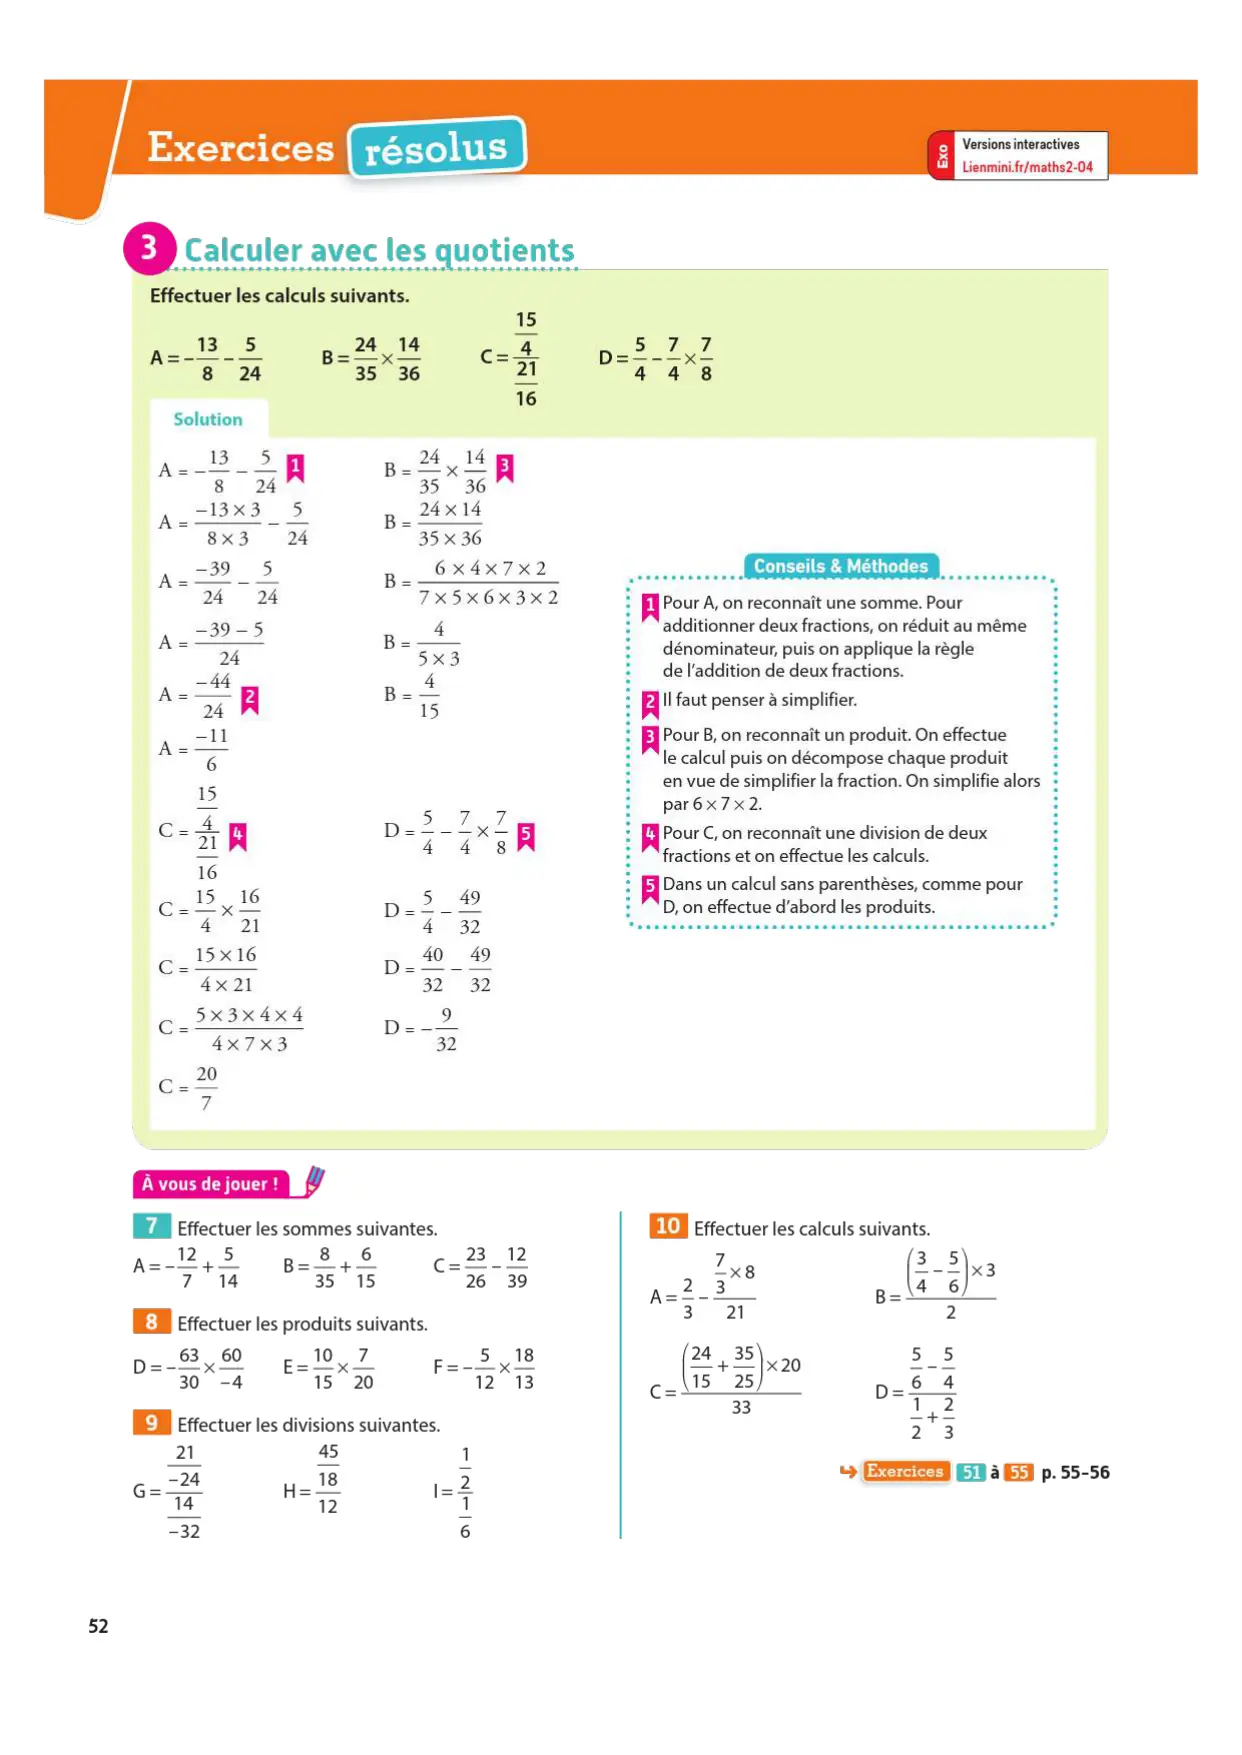 Exercices résolus
Exo
Versions interactives
Lienmini.fr/maths2-04
3 Calculer avec les quotients
Effectuer les calculs suivants.
A = –13/8 – 5/24   B = 24/35 × 14/36   C = (15/4)/(21/16)   D = 5/4 – 7/4 × 7/8
Solution
A = –13/8 – 5/24 1   B = 24/35 × 14/36 3
A = (–13 × 3)/(8 × 3) – 5/24   B = (24 × 14)/(35 × 36)
A = –39/24 – 5/24   B = (6 × 4 × 7 × 2)/(7 × 5 × 6 × 3 × 2)
A = (–39 – 5)/24   B = 4/(5 × 3)
A = –44/24 2   B = 4/15
A = –11/6
C = (15/4)/(21/16) 4   D = 5/4 – 7/4 × 7/8 5
C = 15/4 × 16/21   D = 5/4 – 49/32
C = (15 × 16)/(4 × 21)   D = 40/32 – 49/32
C = (5 × 3 × 4 × 4)/(4 × 7 × 3)   D = –9/32
C = 20/7
Conseils & Méthodes
1 Pour A, on reconnaît une somme. Pour
additionner deux fractions, on réduit au même
dénominateur, puis on applique la règle
de l'addition de deux fractions.
2 Il faut penser à simplifier.
3 Pour B, on reconnaît un produit. On effectue
le calcul puis on décompose chaque produit
en vue de simplifier la fraction. On simplifie alors
par 6 × 7 × 2.
4 Pour C, on reconnaît une division de deux
fractions et on effectue les calculs.
5 Dans un calcul sans parenthèses, comme pour
D, on effectue d'abord les produits.
À vous de jouer !
7 Effectuer les sommes suivantes.
A = –12/7 + 5/14   B = 8/35 + 6/15   C = 23/26 – 12/39
8 Effectuer les produits suivants.
D = –63/30 × 60/–4   E = 10/15 × 7/20   F = –5/12 × 18/13
9 Effectuer les divisions suivantes.
G = (21/–24)/(14/–32)   H = (45/18)/12   I = (1/2)/(1/6)
10 Effectuer les calculs suivants.
A = 2/3 – (7/3 × 8)/21   B = ((3/4 – 5/6) × 3)/2
C = ((24/15 + 35/25) × 20)/33   D = (5/6 – 5/4)/(1/2 + 2/3)
Exercices 51 à 55 p. 55-56
52